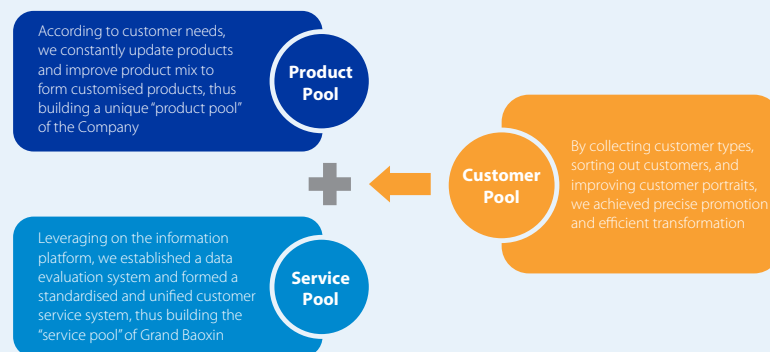 According to customer needs,
we constantly update products
and improve product mix to
form customised products, thus
building a unique “product pool”
of the Company
Product
Pool
By collecting customer types,
sorting out customers, and
improving customer portraits,
we achieved precise promotion
and efficient transformation
Customer
Pool
Leveraging on the information
platform, we established a data
evaluation system and formed a
standardised and unified customer
service system, thus building the
“service pool” of Grand Baoxin
Service
Pool